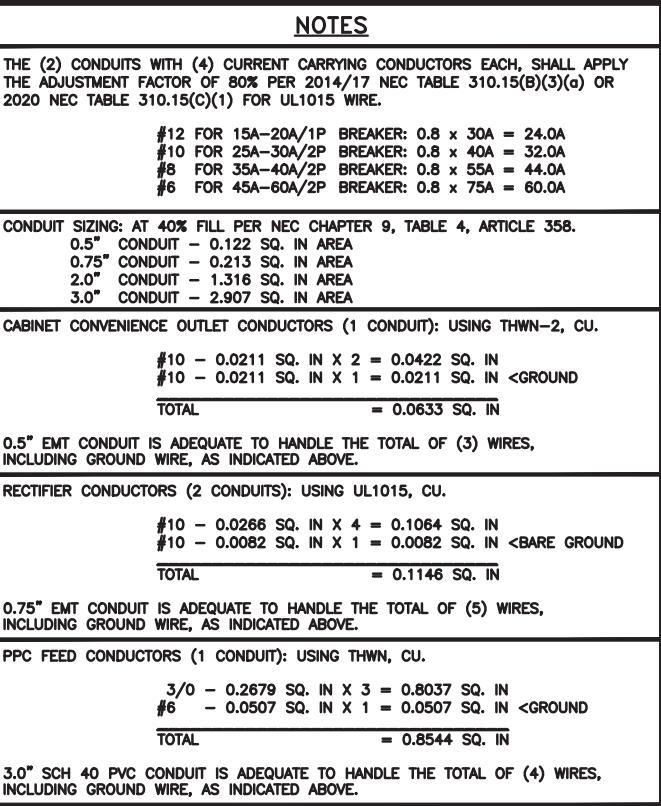 NOTES
THE (2) CONDUITS WITH (4) CURRENT CARRYING CONDUCTORS EACH, SHALL APPLY
THE ADJUSTMENT FACTOR OF 80% PER 2014/17 NEC TABLE 310.15(B)(3)(a) OR
2020 NEC TABLE 310.15(C)(1) FOR UL1015 WIRE.
#12 FOR 15A-20A/1P BREAKER: 0.8 x 30A = 24.0A
#10 FOR 25A-30A/2P BREAKER: 0.8 x 40A = 32.0A
#8 FOR 35A-40A/2P BREAKER: 0.8 x 55A = 44.0A
#6 FOR 45A-60A/2P BREAKER: 0.8 x 75A = 60.0A
CONDUIT SIZING: AT 40% FILL PER NEC CHAPTER 9, TABLE 4, ARTICLE 358.
0.5" CONDUIT - 0.122 SQ. IN AREA
0.75" CONDUIT - 0.213 SQ. IN AREA
2.0" CONDUIT - 1.316 SQ. IN AREA
3.0" CONDUIT - 2.907 SQ. IN AREA
CABINET CONVENIENCE OUTLET CONDUCTORS (1 CONDUIT): USING THWN-2, CU.
#10 - 0.0211 SQ. IN X 2 = 0.0422 SQ. IN
#10 - 0.0211 SQ. IN X 1 = 0.0211 SQ. IN <GROUND
TOTAL = 0.0633 SQ. IN
0.5" EMT CONDUIT IS ADEQUATE TO HANDLE THE TOTAL OF (3) WIRES,
INCLUDING GROUND WIRE, AS INDICATED ABOVE.
RECTIFIER CONDUCTORS (2 CONDUITS): USING UL1015, CU.
#10 - 0.0266 SQ. IN X 4 = 0.1064 SQ. IN
#10 - 0.0082 SQ. IN X 1 = 0.0082 SQ. IN <BARE GROUND
TOTAL = 0.1146 SQ. IN
0.75" EMT CONDUIT IS ADEQUATE TO HANDLE THE TOTAL OF (5) WIRES,
INCLUDING GROUND WIRE, AS INDICATED ABOVE.
PPC FEED CONDUCTORS (1 CONDUIT): USING THWN, CU.
3/0 - 0.2679 SQ. IN X 3 = 0.8037 SQ. IN
#6 - 0.0507 SQ. IN X 1 = 0.0507 SQ. IN <GROUND
TOTAL = 0.8544 SQ. IN
3.0" SCH 40 PVC CONDUIT IS ADEQUATE TO HANDLE THE TOTAL OF (4) WIRES,
INCLUDING GROUND WIRE, AS INDICATED ABOVE.